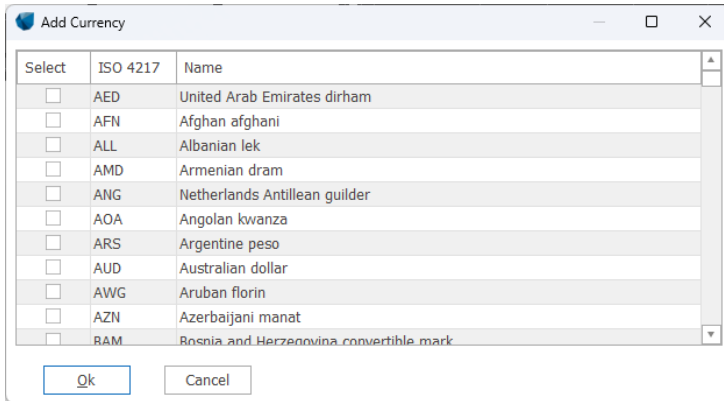 Add Currency
Select ISO 4217 Name
AED United Arab Emirates dirham
AFN Afghan afghani
ALL Albanian lek
AMD Armenian dram
ANG Netherlands Antillean guilder
AOA Angolan kwanza
ARS Argentine peso
AUD Australian dollar
AWG Aruban florin
AZN Azerbaijani manat
BAM Bosnia and Herzegovina convertible mark
Ok Cancel